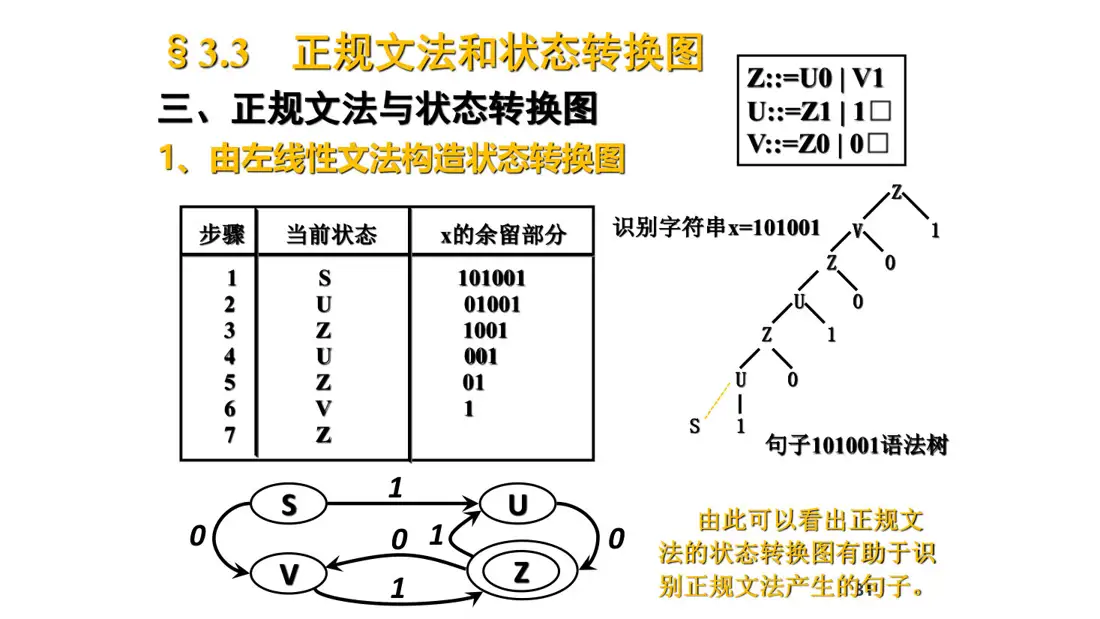 §3.3 正规文法和状态转换图
三、正规文法与状态转换图
1、由左线性文法构造状态转换图
Z::=U0 | V1
U::=Z1 | 1□
V::=Z0 | 0□
步骤 当前状态 x的余留部分
1 S 101001
2 U 01001
3 Z 1001
4 U 001
5 Z 01
6 V 1
7 Z
识别字符串x=101001
Z
V 1
Z 0
U 0
Z 1
U 0
S 1
句子101001语法树
S 1 U
0 0 1 0
V 1 Z
由此可以看出正规文
法的状态转换图有助于识
别正规文法产生的句子。